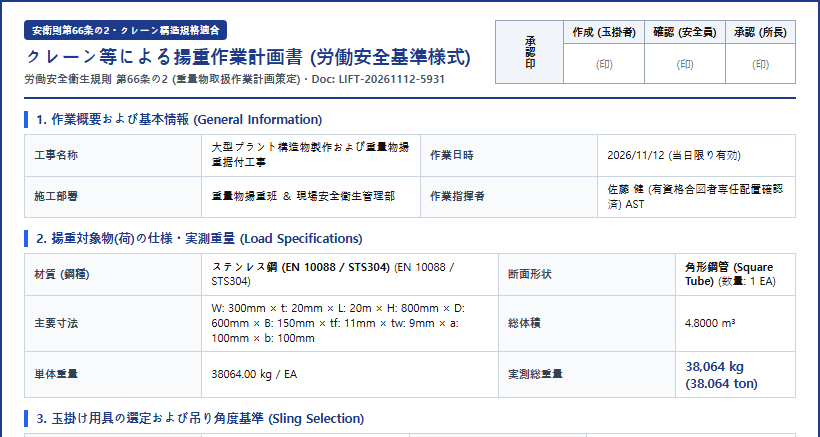 安衛則第66条の2・クレーン構造規格適合
クレーン等による揚重作業計画書 (労働安全基準様式)
労働安全衛生規則 第66条の2 (重量物取扱作業計画策定)・Doc: LIFT-20261112-5931
承認印
作成 (玉掛者) 確認 (安全員) 承認 (所長)
(印) (印) (印)
1. 作業概要および基本情報 (General Information)
工事名称
大型プラント構造物製作および重量物揚
重据付工事
作業日時
2026/11/12 (当日限り有効)
施工部署
重量物揚重班 & 現場安全衛生管理部
作業指揮者
佐藤 健 (有資格合図者専任配置確認
済) AST
2. 揚重対象物(荷)の仕様・実測重量 (Load Specifications)
材質 (鋼種)
ステンレス鋼 (EN 10088 / STS304) (EN 10088 /
STS304)
断面形状
角形鋼管 (Square
Tube) (数量: 1 EA)
主要寸法
W: 300mm × t: 20mm × L: 20m × H: 800mm × D:
600mm × B: 150mm × tf: 11mm × tw: 9mm × a:
100mm × b: 100mm
総体積
4.8000 m³
単体重量
38064.00 kg / EA
実測総重量
38,064 kg
(38.064 ton)
3. 玉掛け用具の選定および吊り角度基準 (Sling Selection)